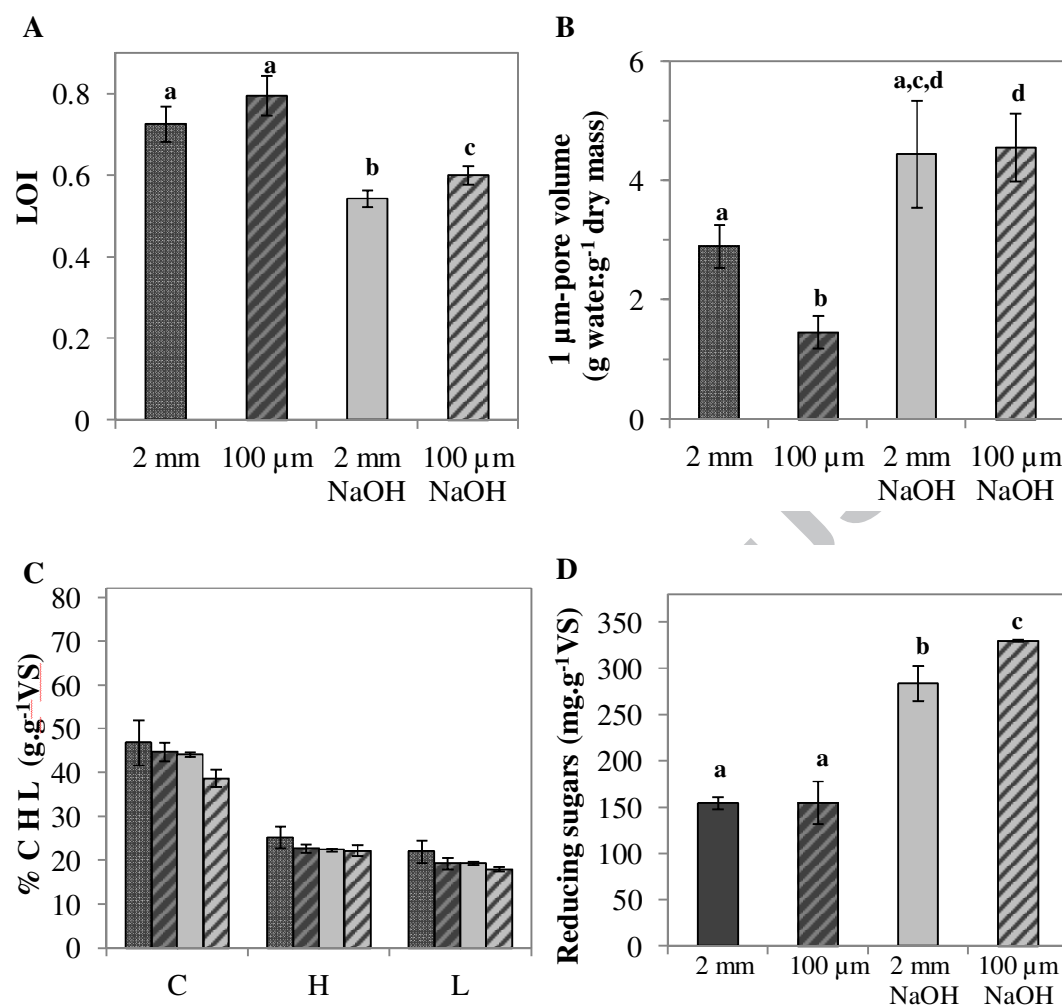 A
LOI
0.8
0.6
0.4
0.2
0
a
a
b
c
2 mm
100 µm
2 mm
NaOH
100 µm
NaOH
B
1 µm-pore volume
(g water.g-1 dry mass)
6
4
2
0
a
b
a,c,d
d
2 mm
100 µm
2 mm
NaOH
100 µm
NaOH
C
% C H L (g.g-1VS)
80
70
60
50
40
30
20
10
0
C
H
L
D
Reducing sugars (mg.g-1VS)
350
300
250
200
150
100
50
0
a
a
b
c
2 mm
100 µm
2 mm
NaOH
100 µm
NaOH